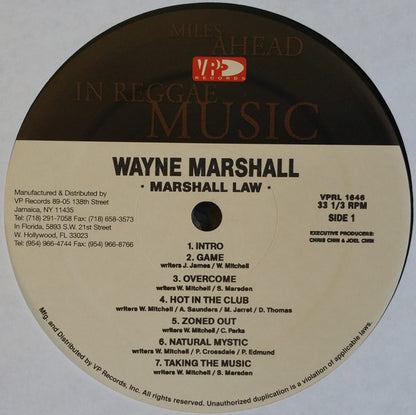 MILES
AHEAD
VP
RECORDS
IN REGGAE
MUSIC
WAYNE MARSHALL
· MARSHALL LAW ·
Manufactured & Distributed by
VP Records 89-05 138th Street
Jamaica, NY 11435
Tel: (718) 291-7058 Fax: (718) 658-3573
In Florida, 5893 S.W. 21st Street
W. Hollywood, FL 33023
Tel: (954) 966-4744 Fax: (954) 966-8766
VPRL 1646
33 1/3 RPM
SIDE 1
EXECUTIVE PRODUCERS:
CHRIS CHIN & JOEL CHIN
1. INTRO
2. GAME
writers J. James / W. Mitchell
3. OVERCOME
writers W. Mitchell / S. Marsden
4. HOT IN THE CLUB
writers W. Mitchell / A. Saunders / M. Jarret / D. Thomas
5. ZONED OUT
writers W. Mitchell / C. Parks
6. NATURAL MYSTIC
writers W. Mitchell / P. Crossdale / P. Edmund
7. TAKING THE MUSIC
writers W. Mitchell / S. Marsden
Mfg. and Distributed by VP Records, Inc. All rights reserved. Unauthorized duplication is a violation of applicable laws.